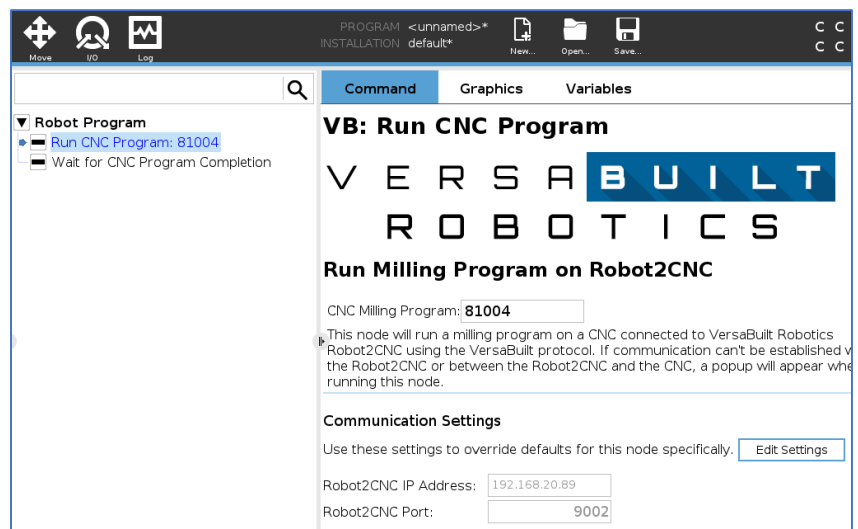 PROGRAM <unnamed>*
INSTALLATION default*
Move I/O Log New... Open... Save... C C
C C
Command Graphics Variables
Robot Program
Run CNC Program: 81004
Wait for CNC Program Completion
VB: Run CNC Program
VERSABUILT
ROBOTICS
Run Milling Program on Robot2CNC
CNC Milling Program: 81004
This node will run a milling program on a CNC connected to VersaBuilt Robotics
Robot2CNC using the VersaBuilt protocol. If communication can't be established w
the Robot2CNC or between the Robot2CNC and the CNC, a popup will appear whe
running this node.
Communication Settings
Use these settings to override defaults for this node specifically. Edit Settings
Robot2CNC IP Address: 192.168.20.89
Robot2CNC Port: 9002